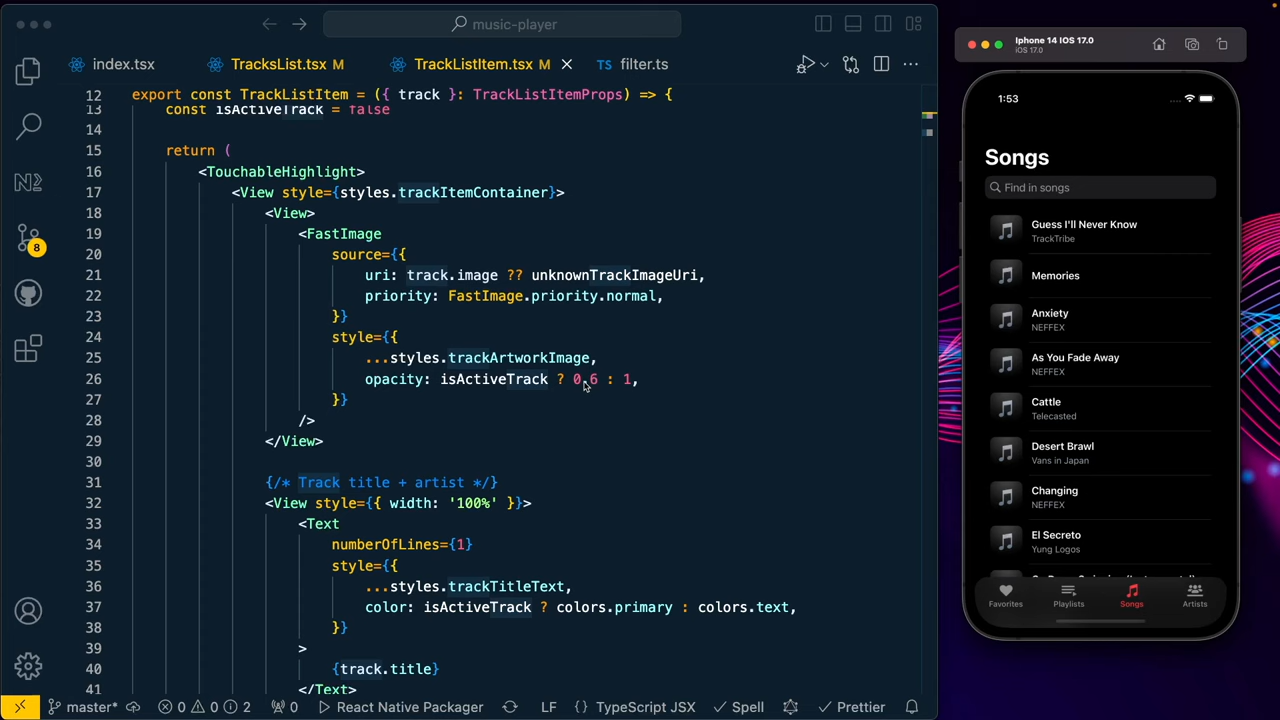 music-player
index.tsx
TracksList.tsx M
TrackListItem.tsx M
TS filter.ts
12 export const TrackListItem = ({ track }: TrackListItemProps) => {
13 const isActiveTrack = false
14
15 return (
16 <TouchableHighlight>
17 <View style={styles.trackItemContainer}>
18 <View>
19 <FastImage
20 source={{
21 uri: track.image ?? unknownTrackImageUri,
22 priority: FastImage.priority.normal,
23 }}
24 style={{
25 ...styles.trackArtworkImage,
26 opacity: isActiveTrack ? 0.6 : 1,
27 }}
28 />
29 </View>
30
31 {/* Track title + artist */}
32 <View style={{ width: '100%' }}>
33 <Text
34 numberOfLines={1}
35 style={{
36 ...styles.trackTitleText,
37 color: isActiveTrack ? colors.primary : colors.text,
38 }}
39 >
40 {track.title}
41 </Text>
8
master*
0 0 2
0
React Native Packager
LF
{} TypeScript JSX
Spell
Prettier
Iphone 14 IOS 17.0
iOS 17.0
1:53
Songs
Find in songs
Guess I'll Never Know
TrackTribe
Memories
Anxiety
NEFFEX
As You Fade Away
NEFFEX
Cattle
Telecasted
Desert Brawl
Vans in Japan
Changing
NEFFEX
El Secreto
Yung Logos
Favorites
Playlists
Songs
Artists